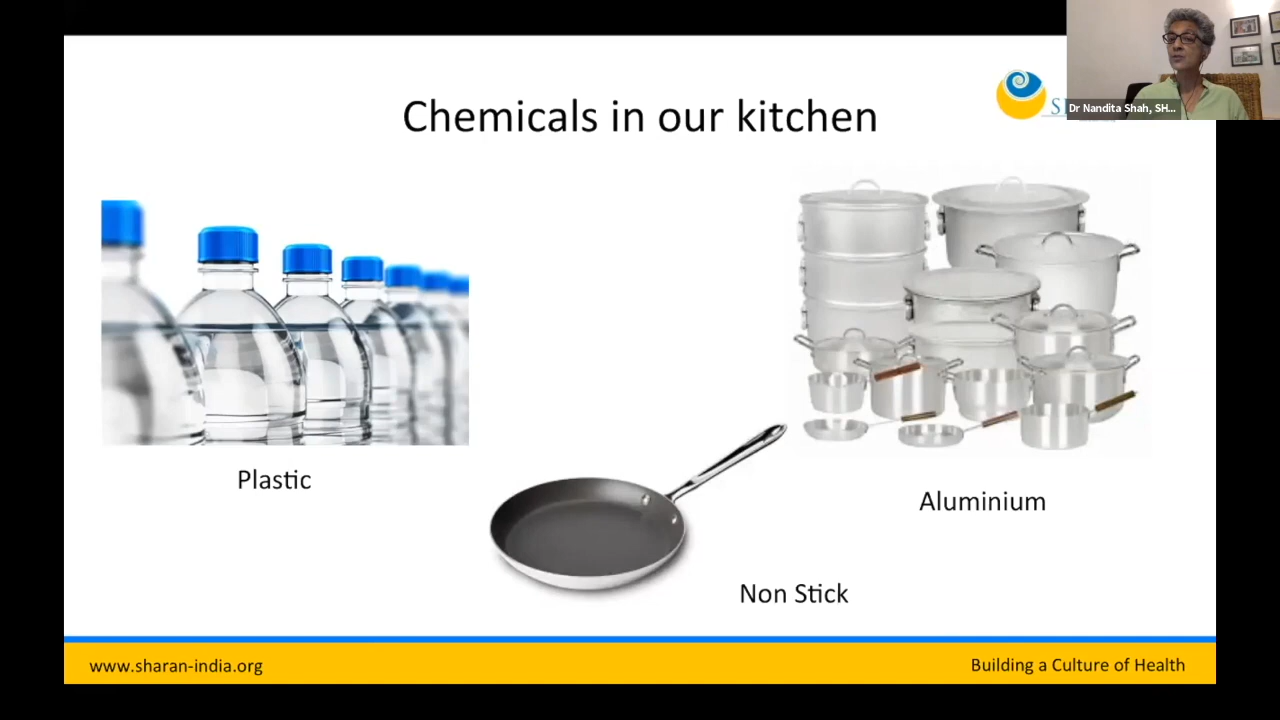 Chemicals in our kitchen
Dr Nandita Shah, SH...
Plastic
Aluminium
Non Stick
www.sharan-india.org
Building a Culture of Health